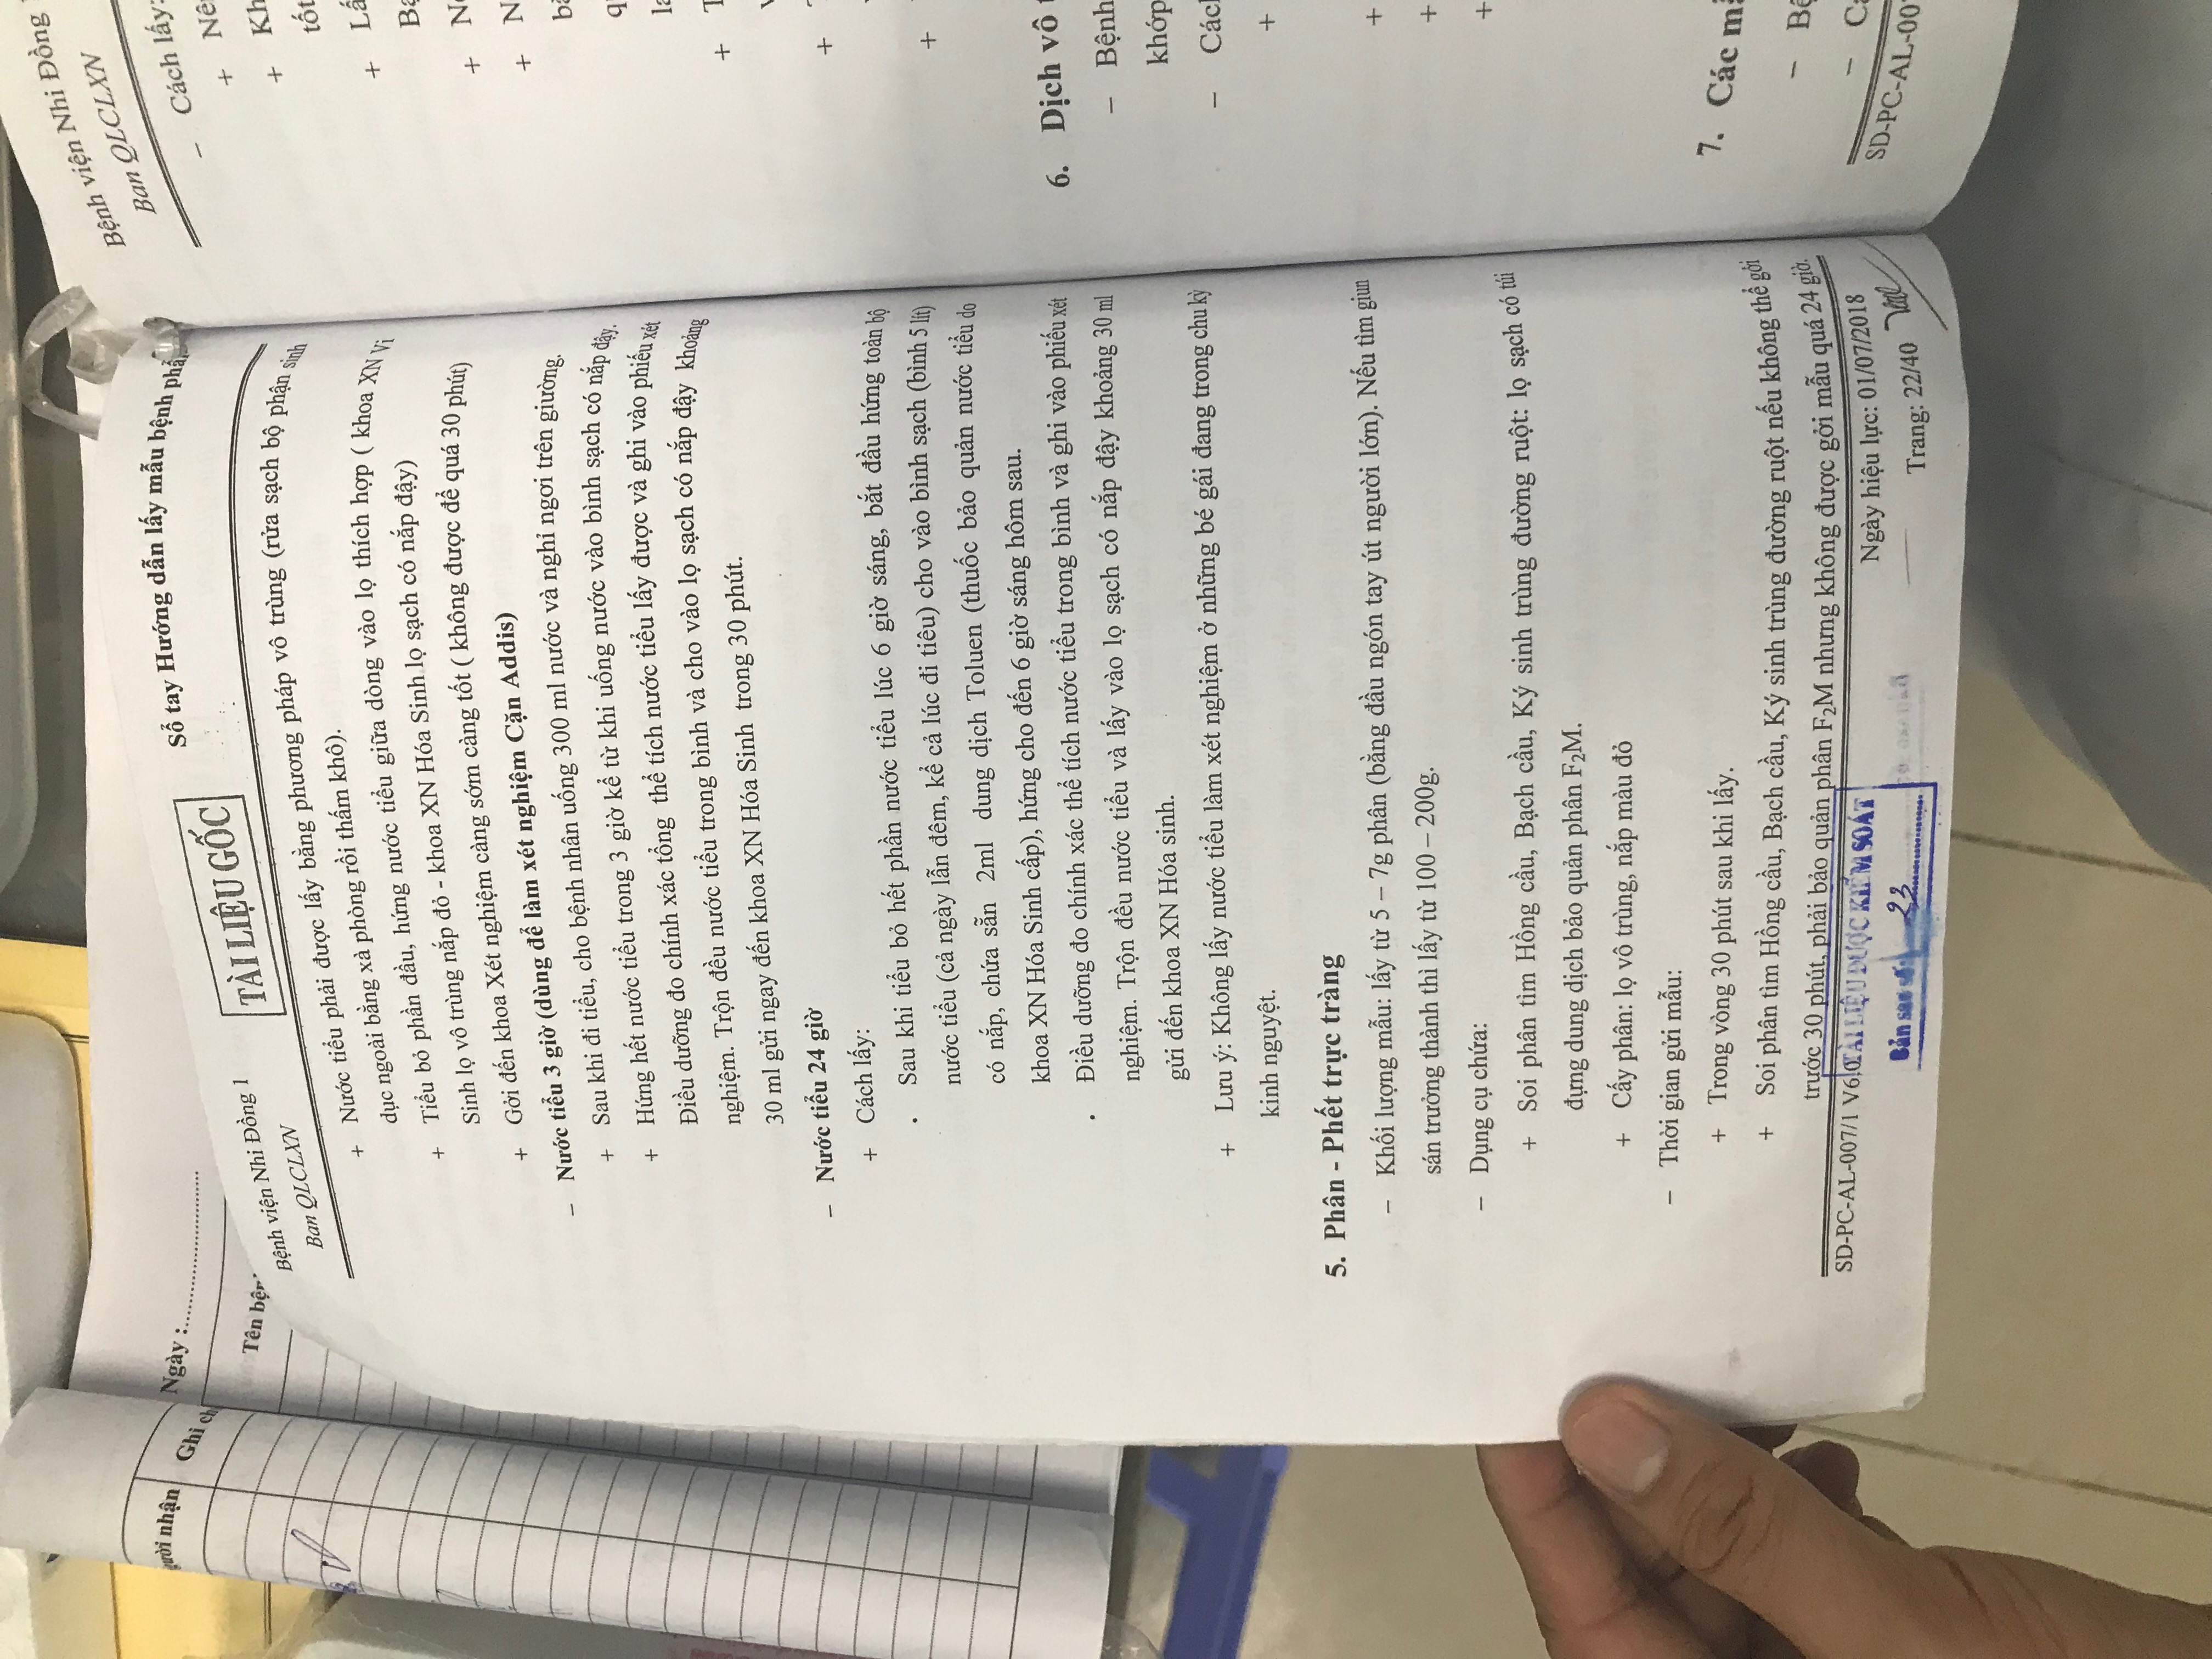 ười nhận
Ghi ch
Ngày :
Tên bện
Bệnh viện Nhi Đồng 1
Ban QLCLXN
TÀI LIỆU GỐC
Sổ tay Hướng dẫn lấy mẫu bệnh phẩ
+ Nước tiểu phải được lấy bằng phương pháp vô trùng (rửa sạch bộ phận sinh
dục ngoài bằng xà phòng rồi thấm khô).
+ Tiểu bỏ phần đầu, hứng nước tiểu giữa dòng vào lọ thích hợp ( khoa XN Vi
Sinh lọ vô trùng nắp đỏ - khoa XN Hóa Sinh lọ sạch có nắp đậy)
+ Gởi đến khoa Xét nghiệm càng sớm càng tốt ( không được để quá 30 phút)
– Nước tiểu 3 giờ (dùng để làm xét nghiệm Cặn Addis)
+ Sau khi đi tiểu, cho bệnh nhân uống 300 ml nước và nghỉ ngơi trên giường.
+ Hứng hết nước tiểu trong 3 giờ kể từ khi uống nước vào bình sạch có nắp đậy.
Điều dưỡng đo chính xác tổng thể tích nước tiểu lấy được và ghi vào phiếu xét
nghiệm. Trộn đều nước tiểu trong bình và cho vào lọ sạch có nắp đậy khoảng
30 ml gửi ngay đến khoa XN Hóa Sinh trong 30 phút.
– Nước tiểu 24 giờ
+ Cách lấy:
. Sau khi tiểu bỏ hết phần nước tiểu lúc 6 giờ sáng, bắt đầu hứng toàn bộ
nước tiểu (cả ngày lẫn đêm, kể cả lúc đi tiêu) cho vào bình sạch (bình 5 lít)
có nắp, chứa sẵn 2ml dung dịch Toluen (thuốc bảo quản nước tiểu do
khoa XN Hóa Sinh cấp), hứng cho đến 6 giờ sáng hôm sau.
. Điều dưỡng đo chính xác thể tích nước tiểu trong bình và ghi vào phiếu xét
nghiệm. Trộn đều nước tiểu và lấy vào lọ sạch có nắp đậy khoảng 30 ml
gửi đến khoa XN Hóa sinh.
+ Lưu ý: Không lấy nước tiểu làm xét nghiệm ở những bé gái đang trong chu kỳ
kinh nguyệt.
5. Phân - Phết trực tràng
– Khối lượng mẫu: lấy từ 5 – 7g phân (bằng đầu ngón tay út người lớn). Nếu tìm giun
sán trưởng thành thì lấy từ 100 – 200g.
– Dụng cụ chứa:
+ Soi phân tìm Hồng cầu, Bạch cầu, Ký sinh trùng đường ruột: lọ sạch có túi
đựng dung dịch bảo quản phân F₂M.
+ Cấy phân: lọ vô trùng, nắp màu đỏ
– Thời gian gửi mẫu:
+ Trong vòng 30 phút sau khi lấy.
+ Soi phân tìm Hồng cầu, Bạch cầu, Ký sinh trùng đường ruột nếu không thể gởi
trước 30 phút, phải bảo quản phân F₂M nhưng không được gởi mẫu quá 24 giờ.
SD-PC-AL-007/1 V6.0
TÀI LIỆU ĐƯỢC KIỂM SOÁT
Bản sao số: 23
Ngày hiệu lực: 01/07/2018
Trang: 22/40
Bệnh viện Nhi Đồng
Ban QLCLXN
– Cách lấy:
+ Nê
+ Kh
tốt
+ Lấ
Bạ
+ N
+ N
b
q
+ T
+
+
6. Dịch vô t
– Bệnh
khớp
– Các
+
+
+
+
7. Các m
– Bệ
– C
SD-PC-AL-00